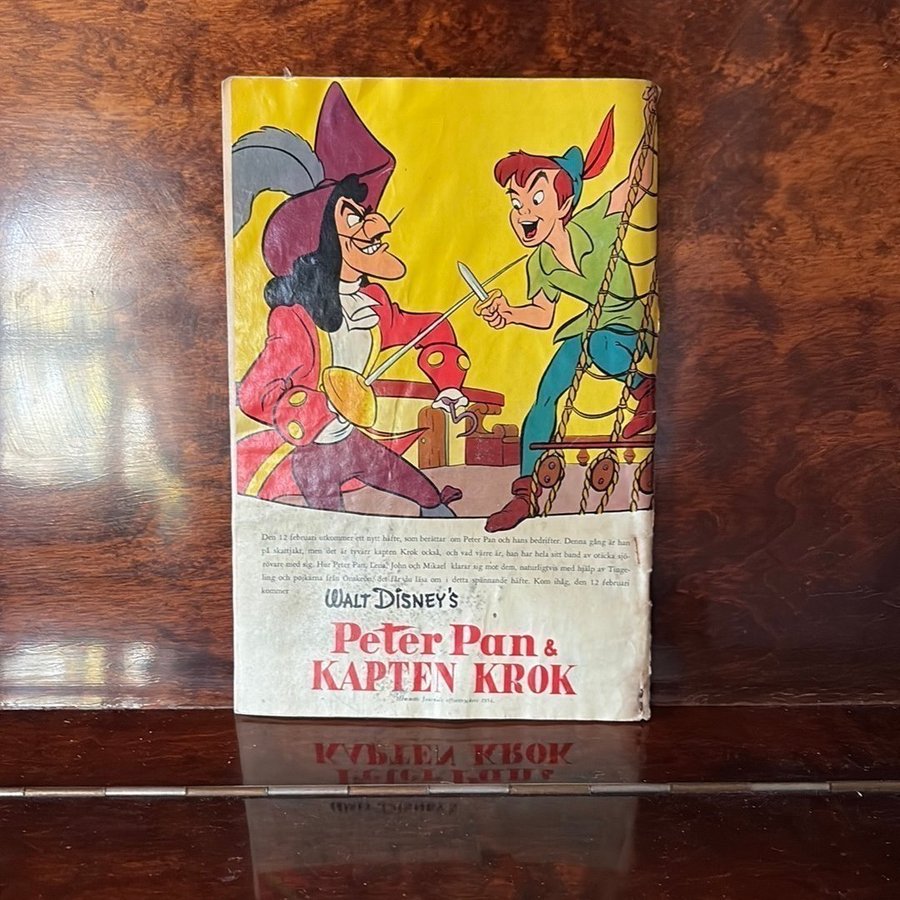 Den 12 februari utkommer ett nytt häfte, som berättar om Peter Pan och hans bedrifter. Denna gång är han
på skattjakt, men det är tyvärr kapten Krok också, och vad värre är, han har hela sitt band av otäcka sjö-
rövare med sig. Hur Peter Pan, Lena, John och Mikael klarar sig mot dem, naturligtvis med hjälp av Tinge-
ling och pojkarna från Önskeön, det får du läsa om i detta spännande häfte. Kom ihåg, den 12 februari
kommer
WALT DISNEY'S
Peter Pan &
KAPTEN KROK